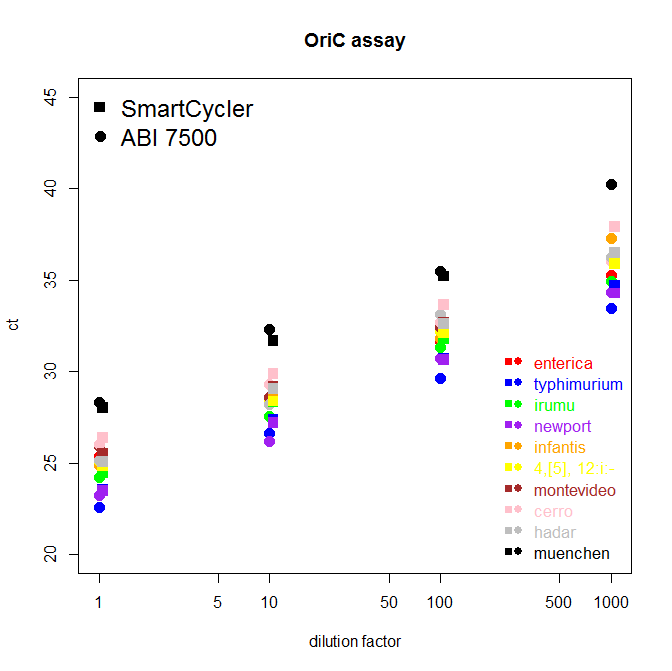 OriC assay
SmartCycler
ABI 7500
45
40
35
30
25
20
ct
enterica
typhimurium
irumu
newport
infantis
4,[5], 12:i:-
montevideo
cerro
hadar
muenchen
1 5 10 50 100 500 1000
dilution factor